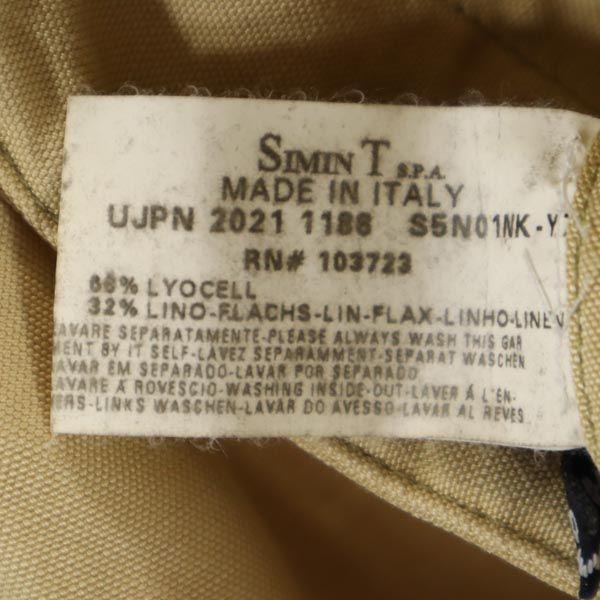 SIMIN T S.P.A.
MADE IN ITALY
UJPN 2021 1186 S5N01NK-Y
RN# 103723
68% LYOCELL
32% LINO-FLACHS-LIN-FLAX-LINHO-LINEN
LAVARE SEPARATAMENTE-PLEASE ALWAYS WASH THIS GAR
MENT BY IT SELF-LAVEZ SEPARAMMENT-SEPARAT WASCHEN
LAVAR EM SEPARADO-LAVAR POR SEPARADO
LAVARE A ROVESCIO-WASHING INSIDE-OUT-LAVER À L'EN-
VERS-LINKS WASCHEN-LAVAR DO AVESSO-LAVAR AL REVES